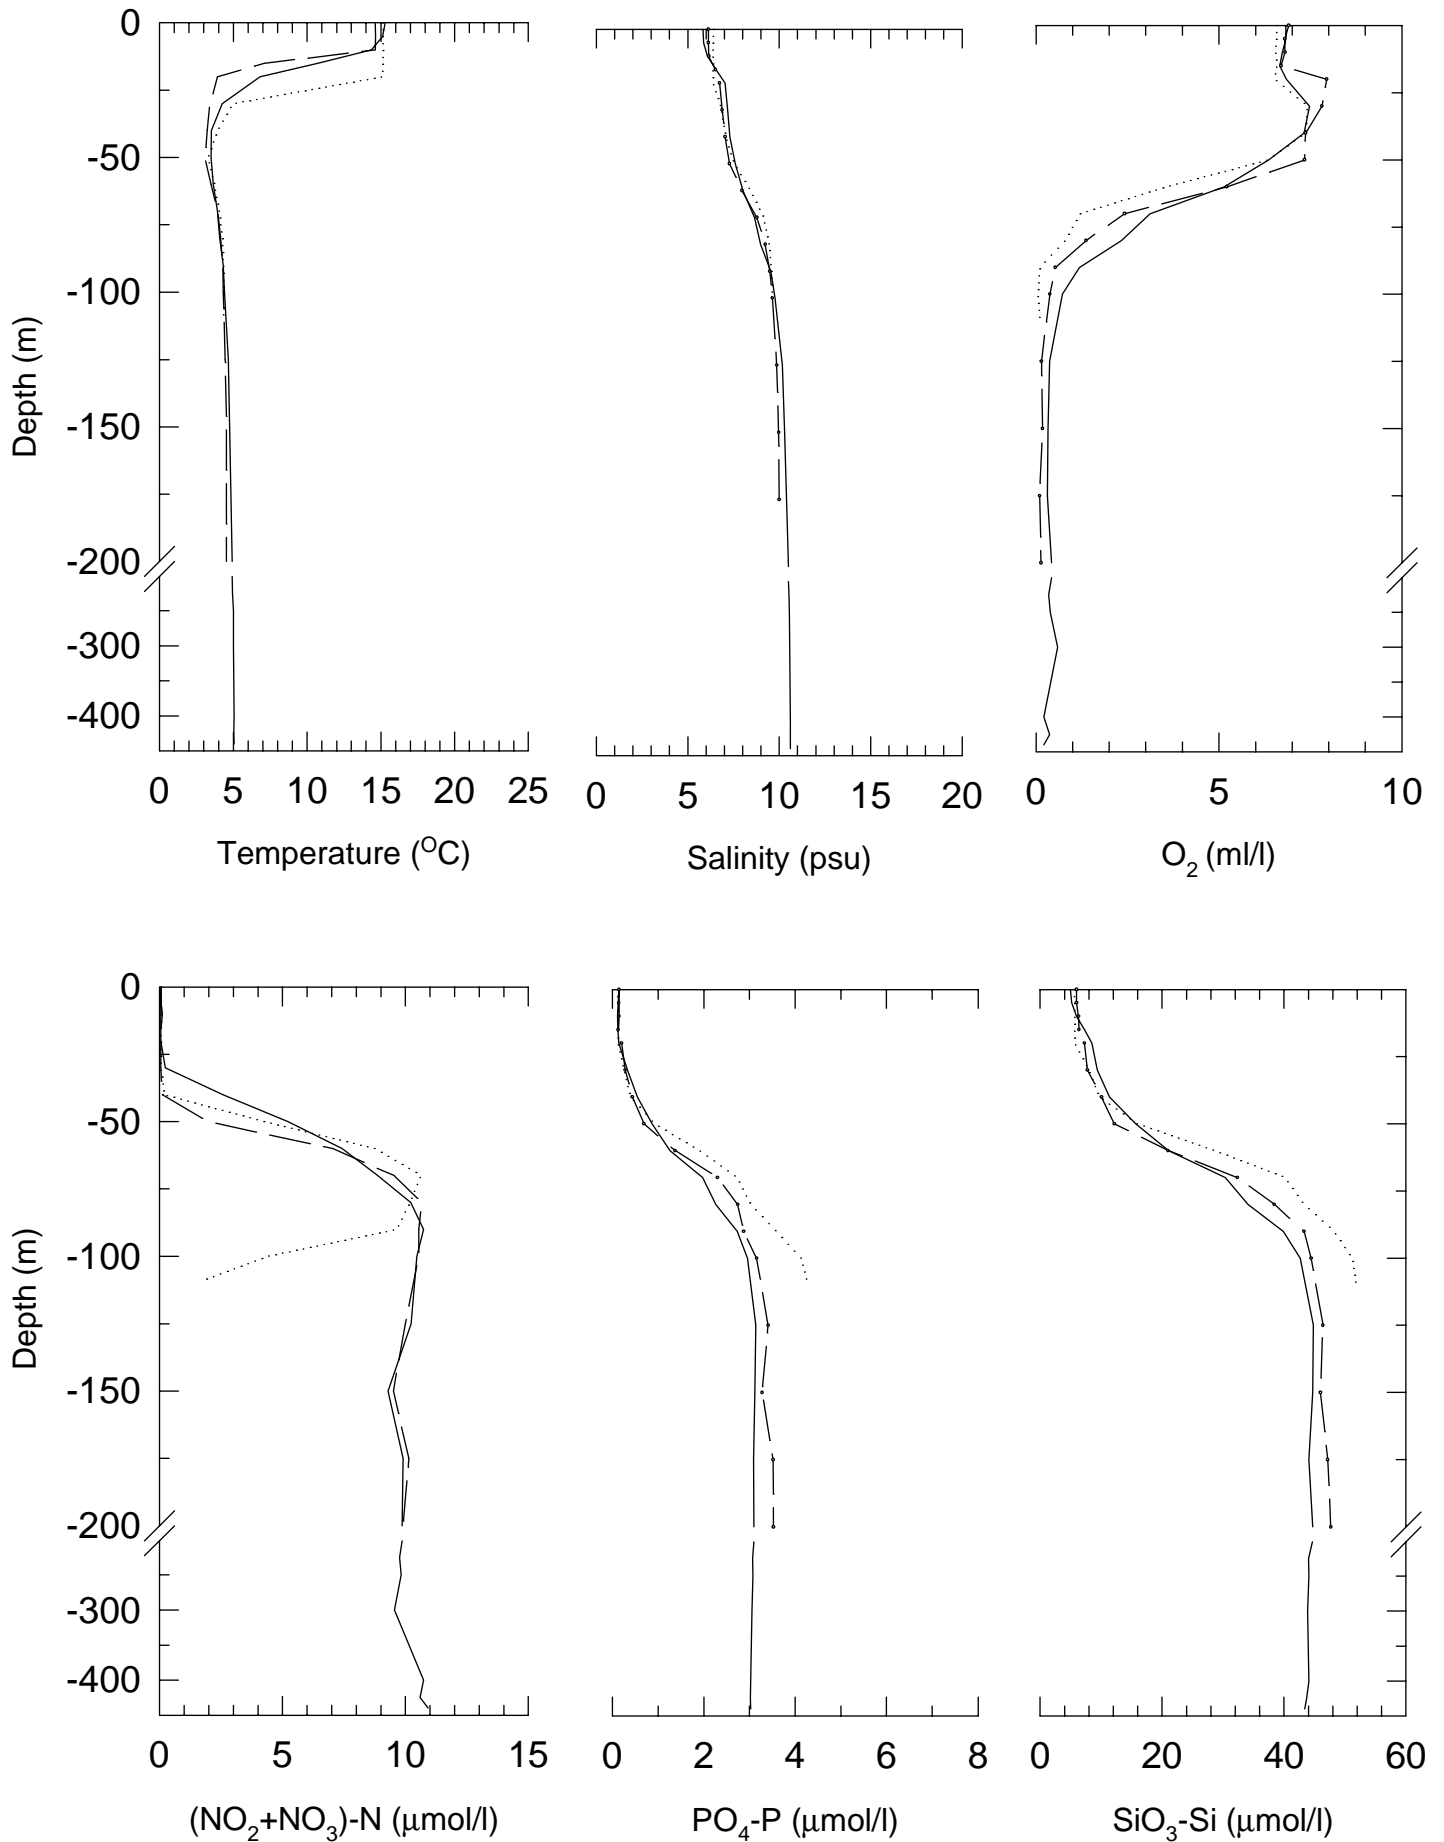 0
-50
-100
-150
-200
-300
-400
Depth (m)
0 5 10 15 20 25
Temperature (ᴼC)
0 5 10 15 20
Salinity (psu)
0 5 10
O₂ (ml/l)
0
-50
-100
-150
-200
-300
-400
Depth (m)
0 5 10 15
(NO₂+NO₃)-N (μmol/l)
0 2 4 6 8
PO₄-P (μmol/l)
0 20 40 60
SiO₃-Si (μmol/l)